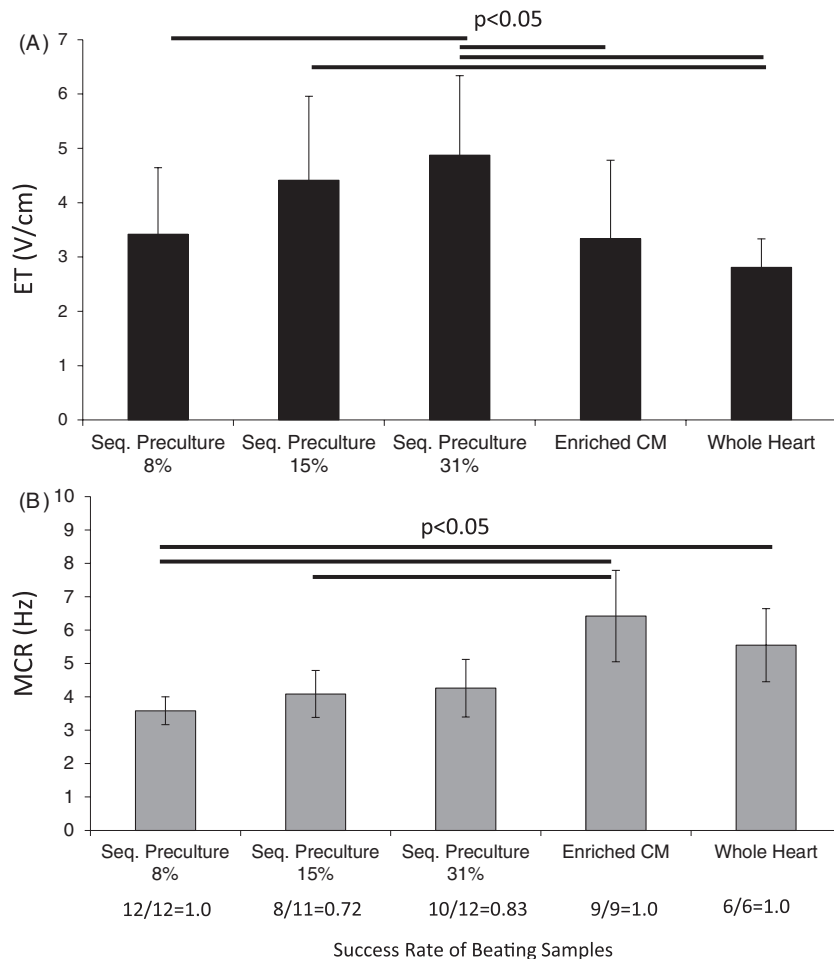 p<0.05
(A)
7
6
5
4
3
2
1
0
ET (V/cm)
Seq. Preculture Seq. Preculture Seq. Preculture Enriched CM Whole Heart
8% 15% 31%
(B)
10
9
8
7
6
5
4
3
2
1
0
p<0.05
MCR (Hz)
Seq. Preculture Seq. Preculture Seq. Preculture Enriched CM Whole Heart
8% 15% 31%
12/12=1.0 8/11=0.72 10/12=0.83 9/9=1.0 6/6=1.0
Success Rate of Beating Samples